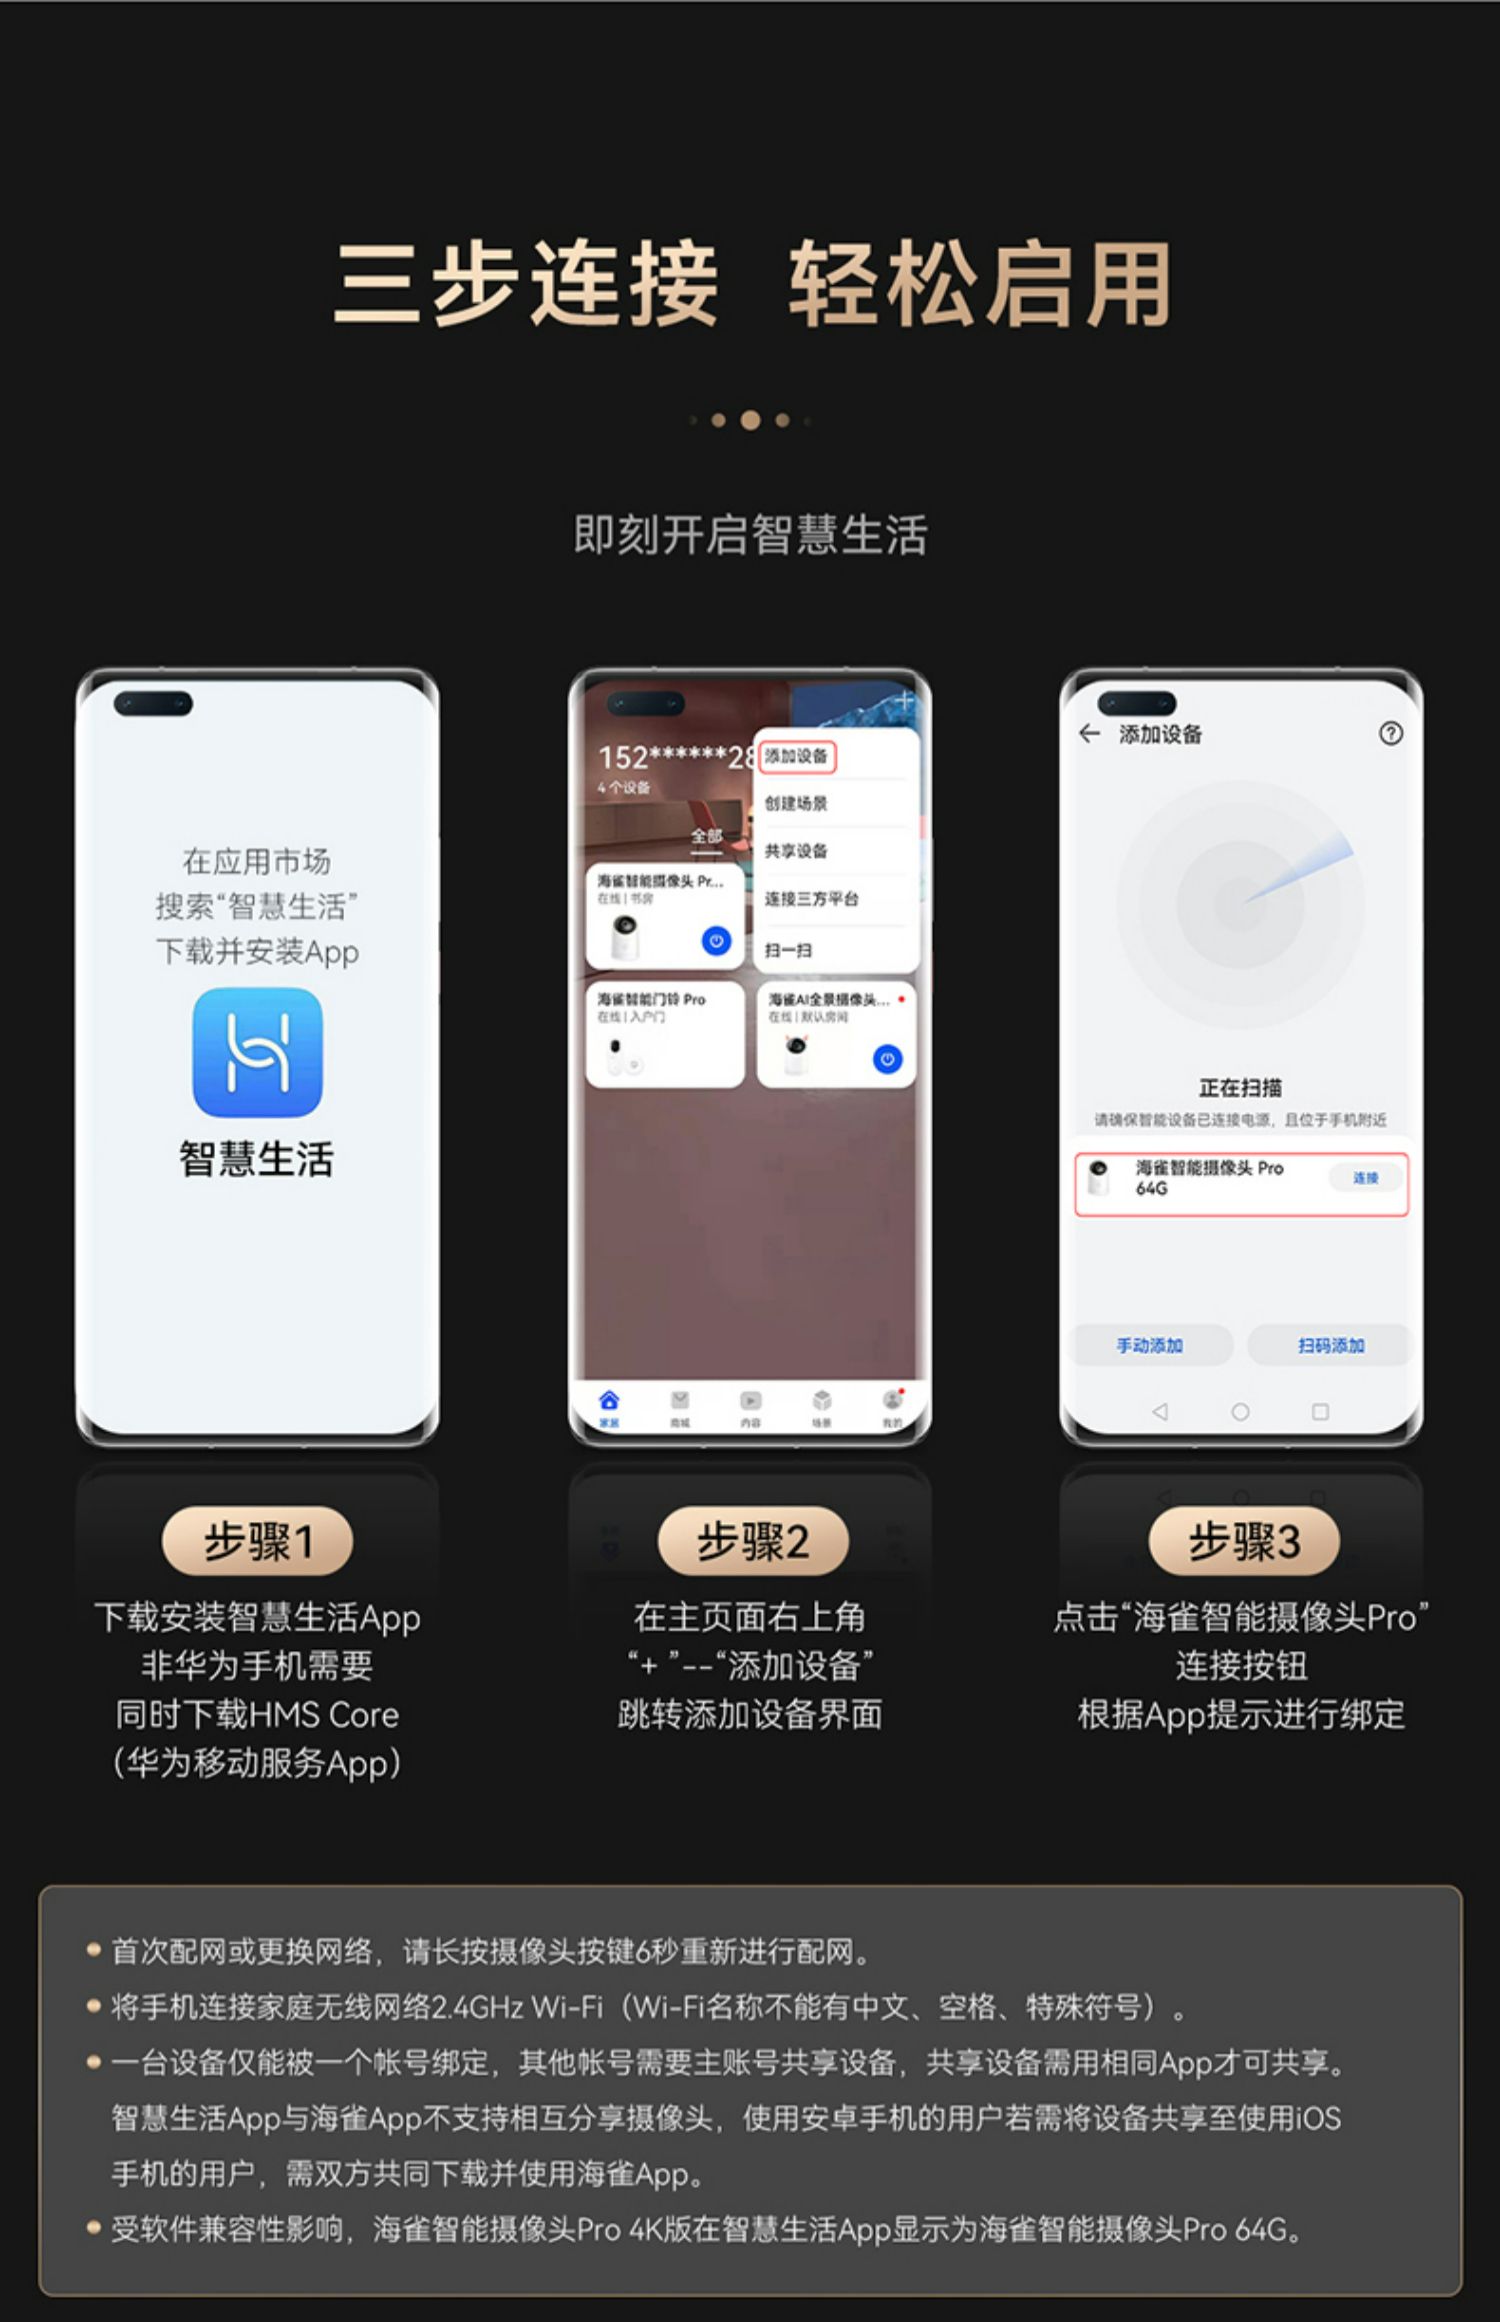 三步连接 轻松启用
即刻开启智慧生活
在应用市场
搜索“智慧生活”
下载并安装App
智慧生活
152******28
4个设备
全部
添加设备
创建场景
共享设备
连接三方平台
扫一扫
海雀智能摄像头 Pr...
在线 | 书房
海雀智能门铃 Pro
在线 | 入户门
海雀AI全景摄像头...
在线 | 默认房间
家居 商城 内容 场景 我的
添加设备
正在扫描
请确保智能设备已连接电源，且位于手机附近
海雀智能摄像头 Pro
64G
连接
手动添加 扫码添加
步骤1
下载安装智慧生活App
非华为手机需要
同时下载HMS Core
（华为移动服务App）
步骤2
在主页面右上角
“+ ”--“添加设备”
跳转添加设备界面
步骤3
点击“海雀智能摄像头Pro”
连接按钮
根据App提示进行绑定
首次配网或更换网络，请长按摄像头按键6秒重新进行配网。
将手机连接家庭无线网络2.4GHz Wi-Fi（Wi-Fi名称不能有中文、空格、特殊符号）。
一台设备仅能被一个帐号绑定，其他帐号需要主账号共享设备，共享设备需用相同App才可共享。
智慧生活App与海雀App不支持相互分享摄像头，使用安卓手机的用户若需将设备共享至使用iOS
手机的用户，需双方共同下载并使用海雀App。
受软件兼容性影响，海雀智能摄像头Pro 4K版在智慧生活App显示为海雀智能摄像头Pro 64G。